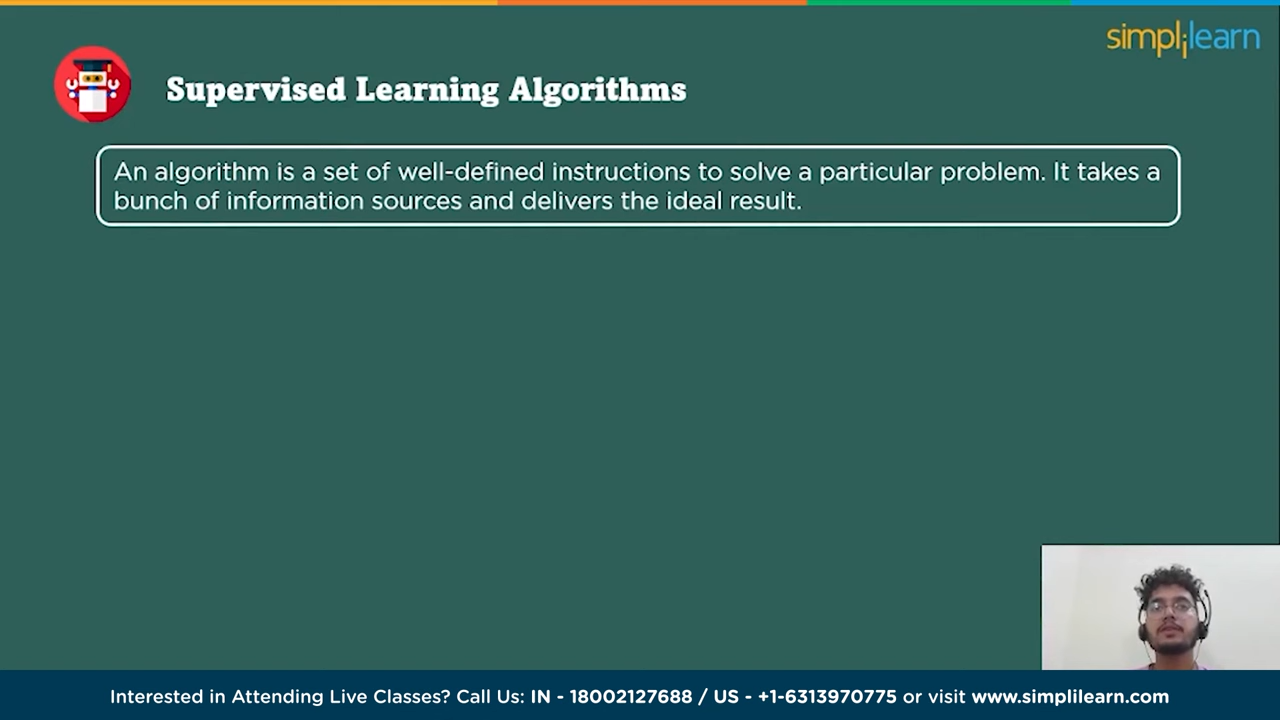 simplilearn
Supervised Learning Algorithms
An algorithm is a set of well-defined instructions to solve a particular problem. It takes a
bunch of information sources and delivers the ideal result.
Interested in Attending Live Classes? Call Us: IN - 18002127688 / US - +1-6313970775 or visit www.simplilearn.com